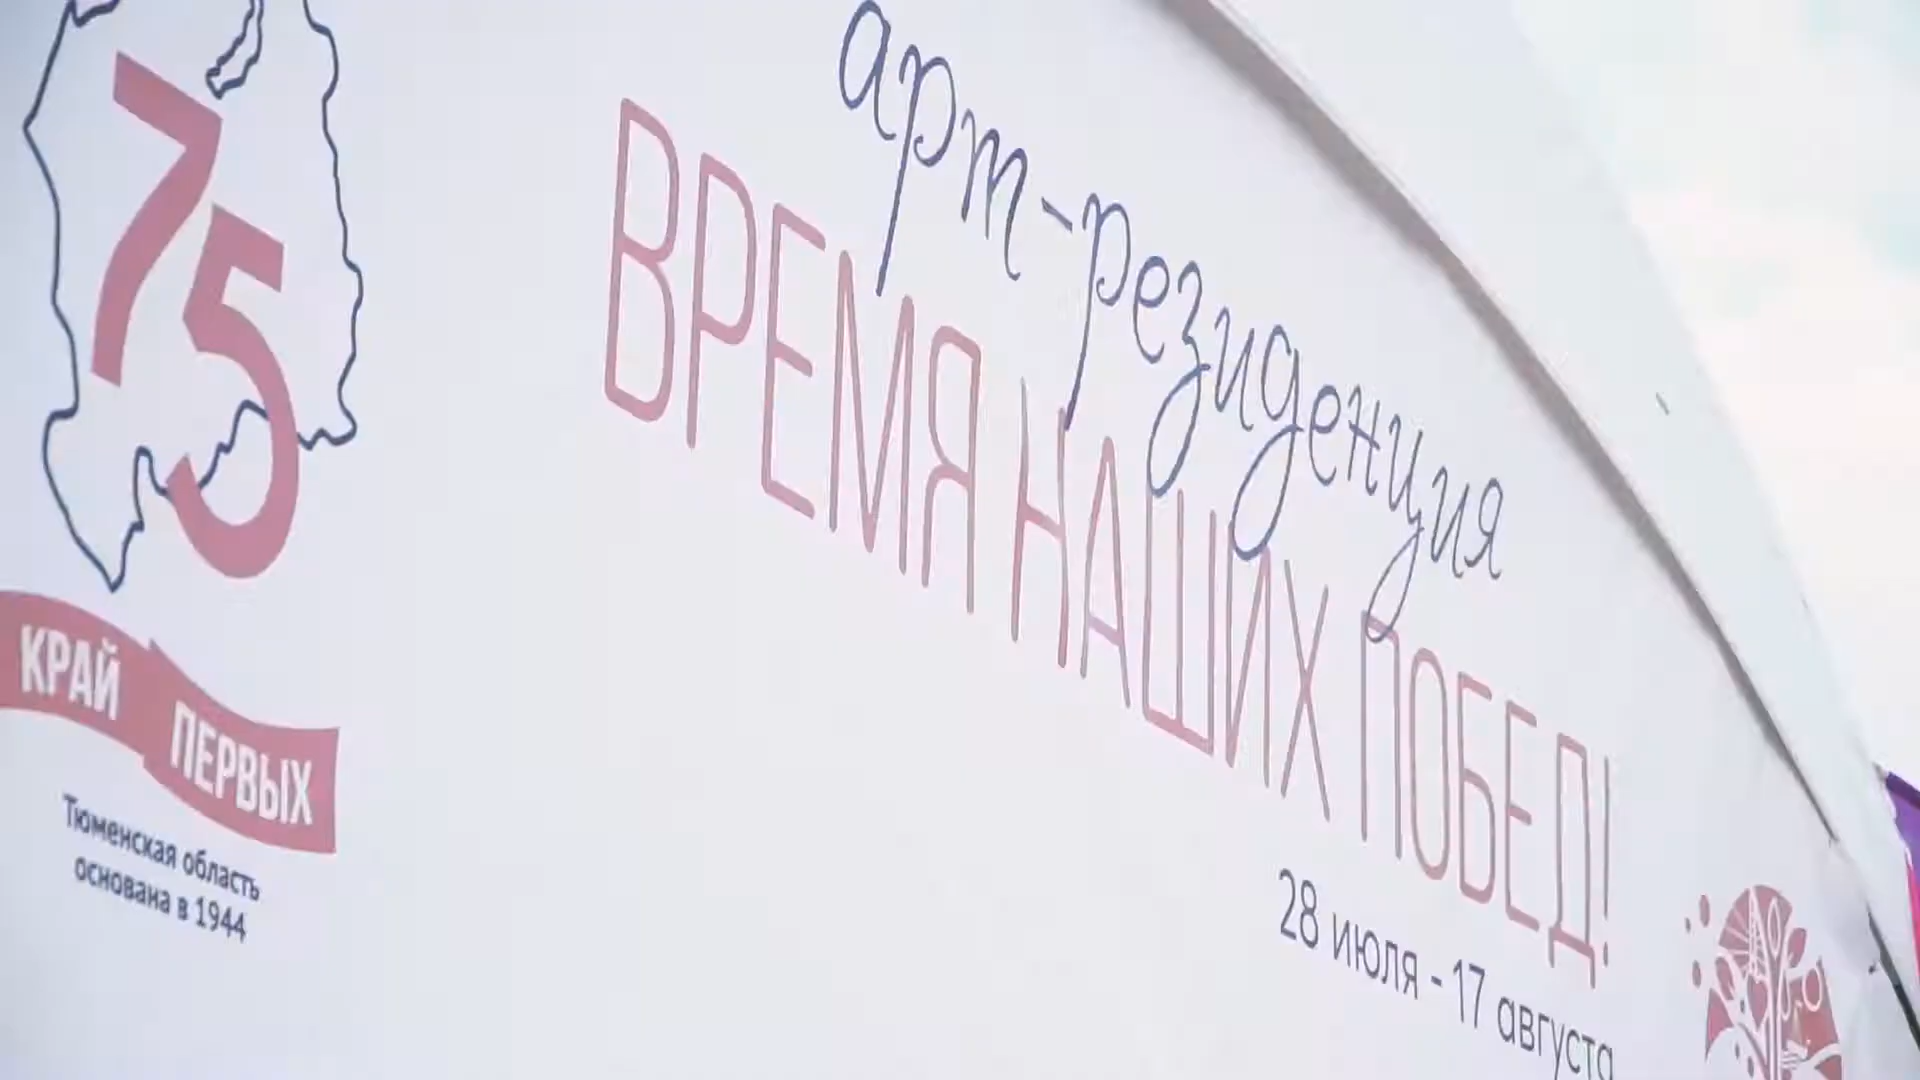 75
КРАЙ
ПЕРВЫХ
Тюменская область
основана в 1944
арт-резиденция
ВРЕМЯ НАШИХ ПОБЕД!
28 июля - 17 августа